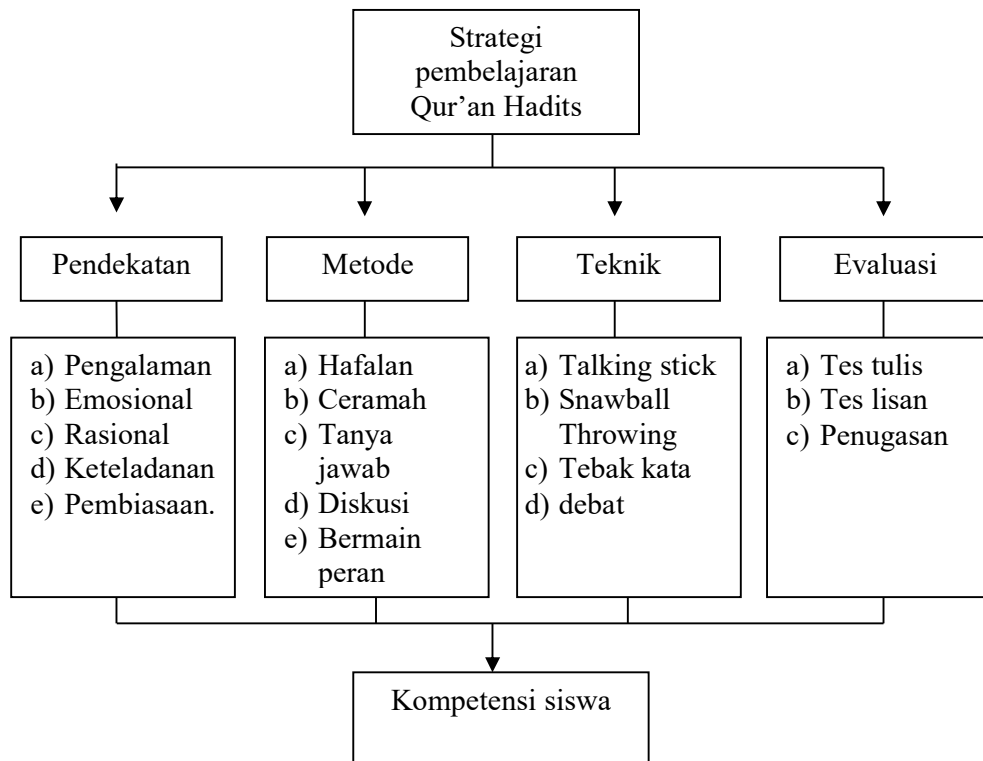 Strategi
pembelajaran
Qur’an Hadits
Pendekatan
Metode
Teknik
Evaluasi
a) Pengalaman
b) Emosional
c) Rasional
d) Keteladanan
e) Pembiasaan.
a) Hafalan
b) Ceramah
c) Tanya
jawab
d) Diskusi
e) Bermain
peran
a) Talking stick
b) Snawball
Throwing
c) Tebak kata
d) debat
a) Tes tulis
b) Tes lisan
c) Penugasan
Kompetensi siswa